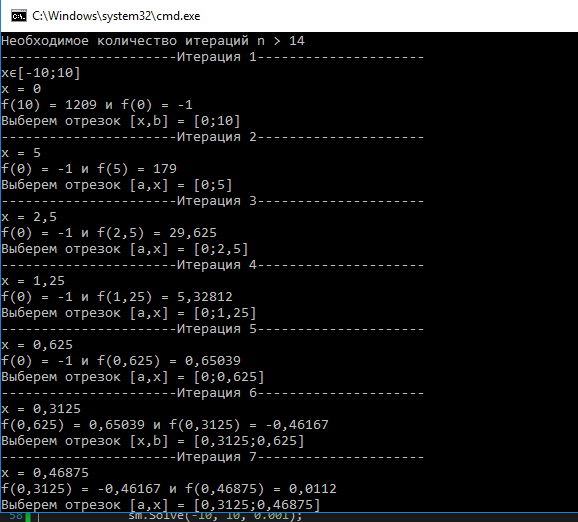 C:\Windows\system32\cmd.exe
Необходимое количество итераций n > 14
----------------------Итерация 1---------------------
xϵ[-10;10]
x = 0
f(10) = 1209 и f(0) = -1
Выберем отрезок [x,b] = [0;10]
----------------------Итерация 2---------------------
x = 5
f(0) = -1 и f(5) = 179
Выберем отрезок [a,x] = [0;5]
----------------------Итерация 3---------------------
x = 2,5
f(0) = -1 и f(2,5) = 29,625
Выберем отрезок [a,x] = [0;2,5]
----------------------Итерация 4---------------------
x = 1,25
f(0) = -1 и f(1,25) = 5,32812
Выберем отрезок [a,x] = [0;1,25]
----------------------Итерация 5---------------------
x = 0,625
f(0) = -1 и f(0,625) = 0,65039
Выберем отрезок [a,x] = [0;0,625]
----------------------Итерация 6---------------------
x = 0,3125
f(0,625) = 0,65039 и f(0,3125) = -0,46167
Выберем отрезок [x,b] = [0,3125;0,625]
----------------------Итерация 7---------------------
x = 0,46875
f(0,3125) = -0,46167 и f(0,46875) = 0,0112
Выберем отрезок [a,x] = [0,3125;0,46875]
58 sm.Solve(-10, 10, 0.001);